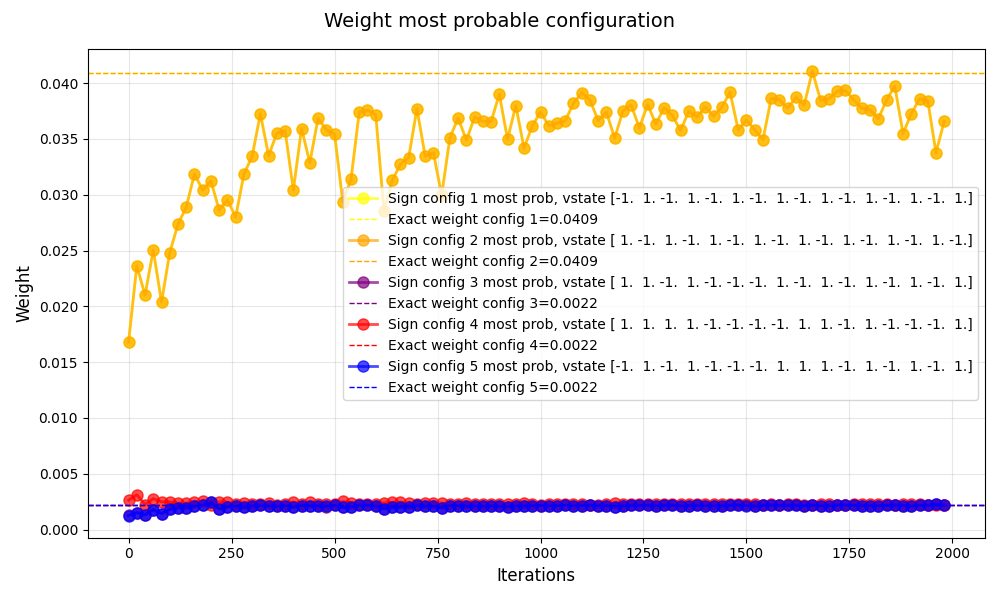 Weight most probable configuration
0.040
0.035
0.030
0.025
0.020
0.015
0.010
0.005
0.000
Weight
Sign config 1 most prob, vstate [-1.  1. -1.  1. -1.  1. -1.  1. -1.  1. -1.  1. -1.  1. -1.  1.]
Exact weight config 1=0.0409
Sign config 2 most prob, vstate [ 1. -1.  1. -1.  1. -1.  1. -1.  1. -1.  1. -1.  1. -1.  1. -1.]
Exact weight config 2=0.0409
Sign config 3 most prob, vstate [ 1.  1. -1.  1. -1.  1. -1. -1.  1. -1.  1. -1.  1. -1. -1.  1.]
Exact weight config 3=0.0022
Sign config 4 most prob, vstate [ 1.  1.  1.  1. -1. -1. -1. -1.  1.  1. -1.  1. -1. -1. -1.  1.]
Exact weight config 4=0.0022
Sign config 5 most prob, vstate [-1.  1. -1.  1. -1. -1. -1.  1.  1.  1. -1.  1. -1.  1. -1.  1.]
Exact weight config 5=0.0022
0 250 500 750 1000 1250 1500 1750 2000
Iterations